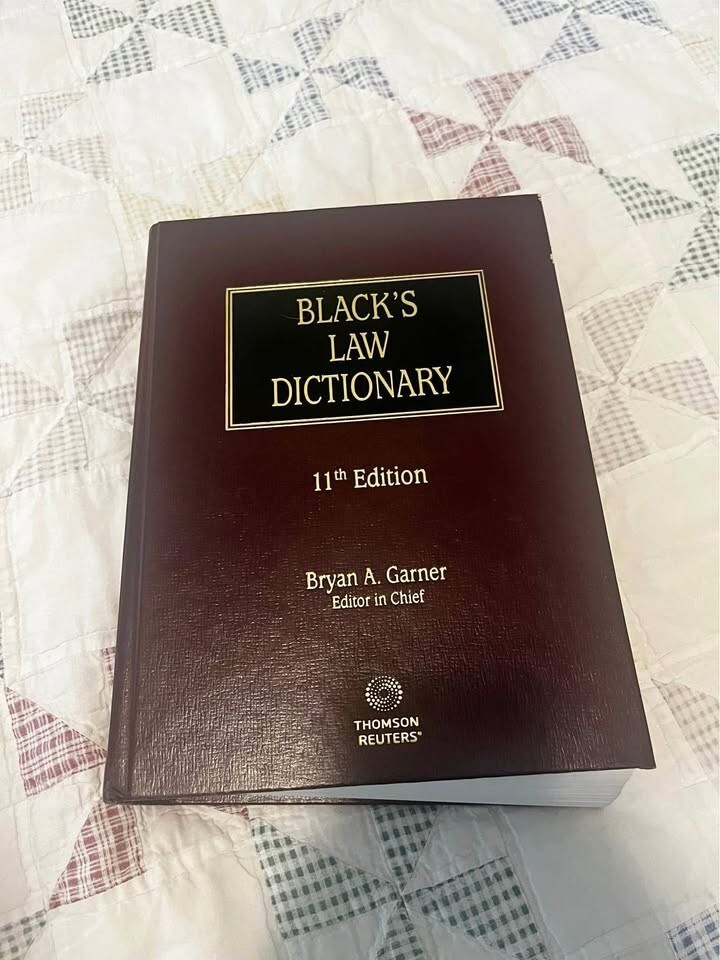 BLACK'S
LAW
DICTIONARY
11th Edition
Bryan A. Garner
Editor in Chief
THOMSON
REUTERS®